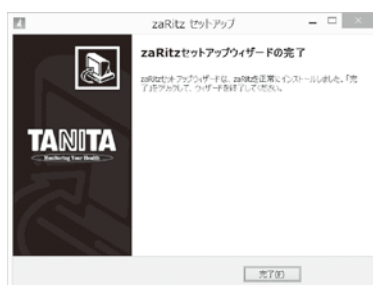 zaRitz セットアップ
zaRitzセットアップウィザードの完了
zaRitzセットアップウィザードは、zaRitzを正常にインストールしました。「完
了」をクリックして、ウィザードを終了してください。
TANITA
Monitoring Your Health
完了(F)